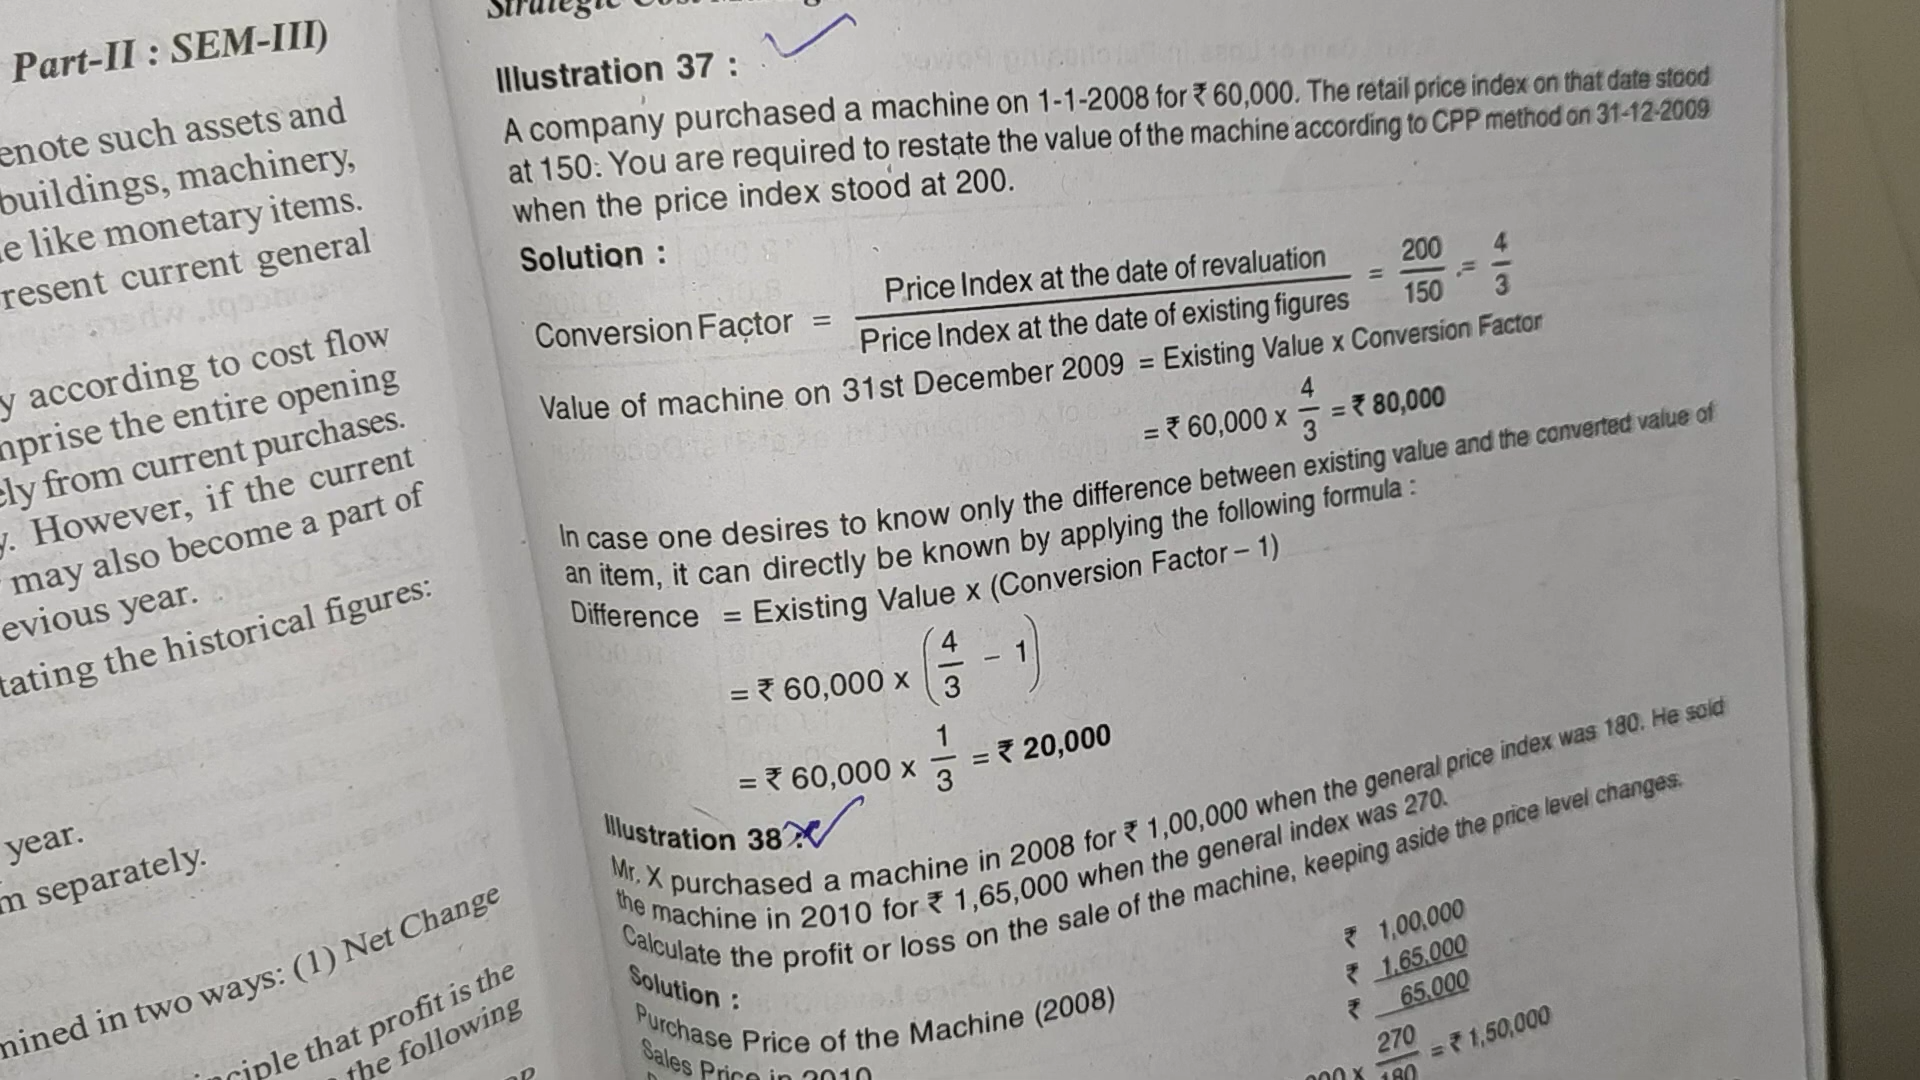 Part-II : SEM-III)
enote such assets and
buildings, machinery,
e like monetary items.
resent current general
y according to cost flow
mprise the entire opening
ely from current purchases.
y. However, if the current
may also become a part of
evious year.
tating the historical figures:
year.
m separately.
mined in two ways: (1) Net Change
nciple that profit is the
the following
Strategic
Illustration 37 :
A company purchased a machine on 1-1-2008 for ₹ 60,000. The retail price index on that date stood
at 150: You are required to restate the value of the machine according to CPP method on 31-12-2009
when the price index stood at 200.
Solution :
Conversion Factor = Price Index at the date of revaluation / Price Index at the date of existing figures = 200/150 = 4/3
Value of machine on 31st December 2009 = Existing Value x Conversion Factor
= ₹ 60,000 x 4/3 = ₹ 80,000
In case one desires to know only the difference between existing value and the converted value of
an item, it can directly be known by applying the following formula :
Difference = Existing Value x (Conversion Factor – 1)
= ₹ 60,000 x (4/3 - 1)
= ₹ 60,000 x 1/3 = ₹ 20,000
Illustration 38 :
Mr. X purchased a machine in 2008 for ₹ 1,00,000 when the general price index was 180. He sold
the machine in 2010 for ₹ 1,65,000 when the general index was 270.
Calculate the profit or loss on the sale of the machine, keeping aside the price level changes.
Solution :
Purchase Price of the Machine (2008) ₹ 1,00,000
Sales Price in 2010 ₹ 1,65,000
₹ 65,000
x 270/180 = ₹ 1,50,000